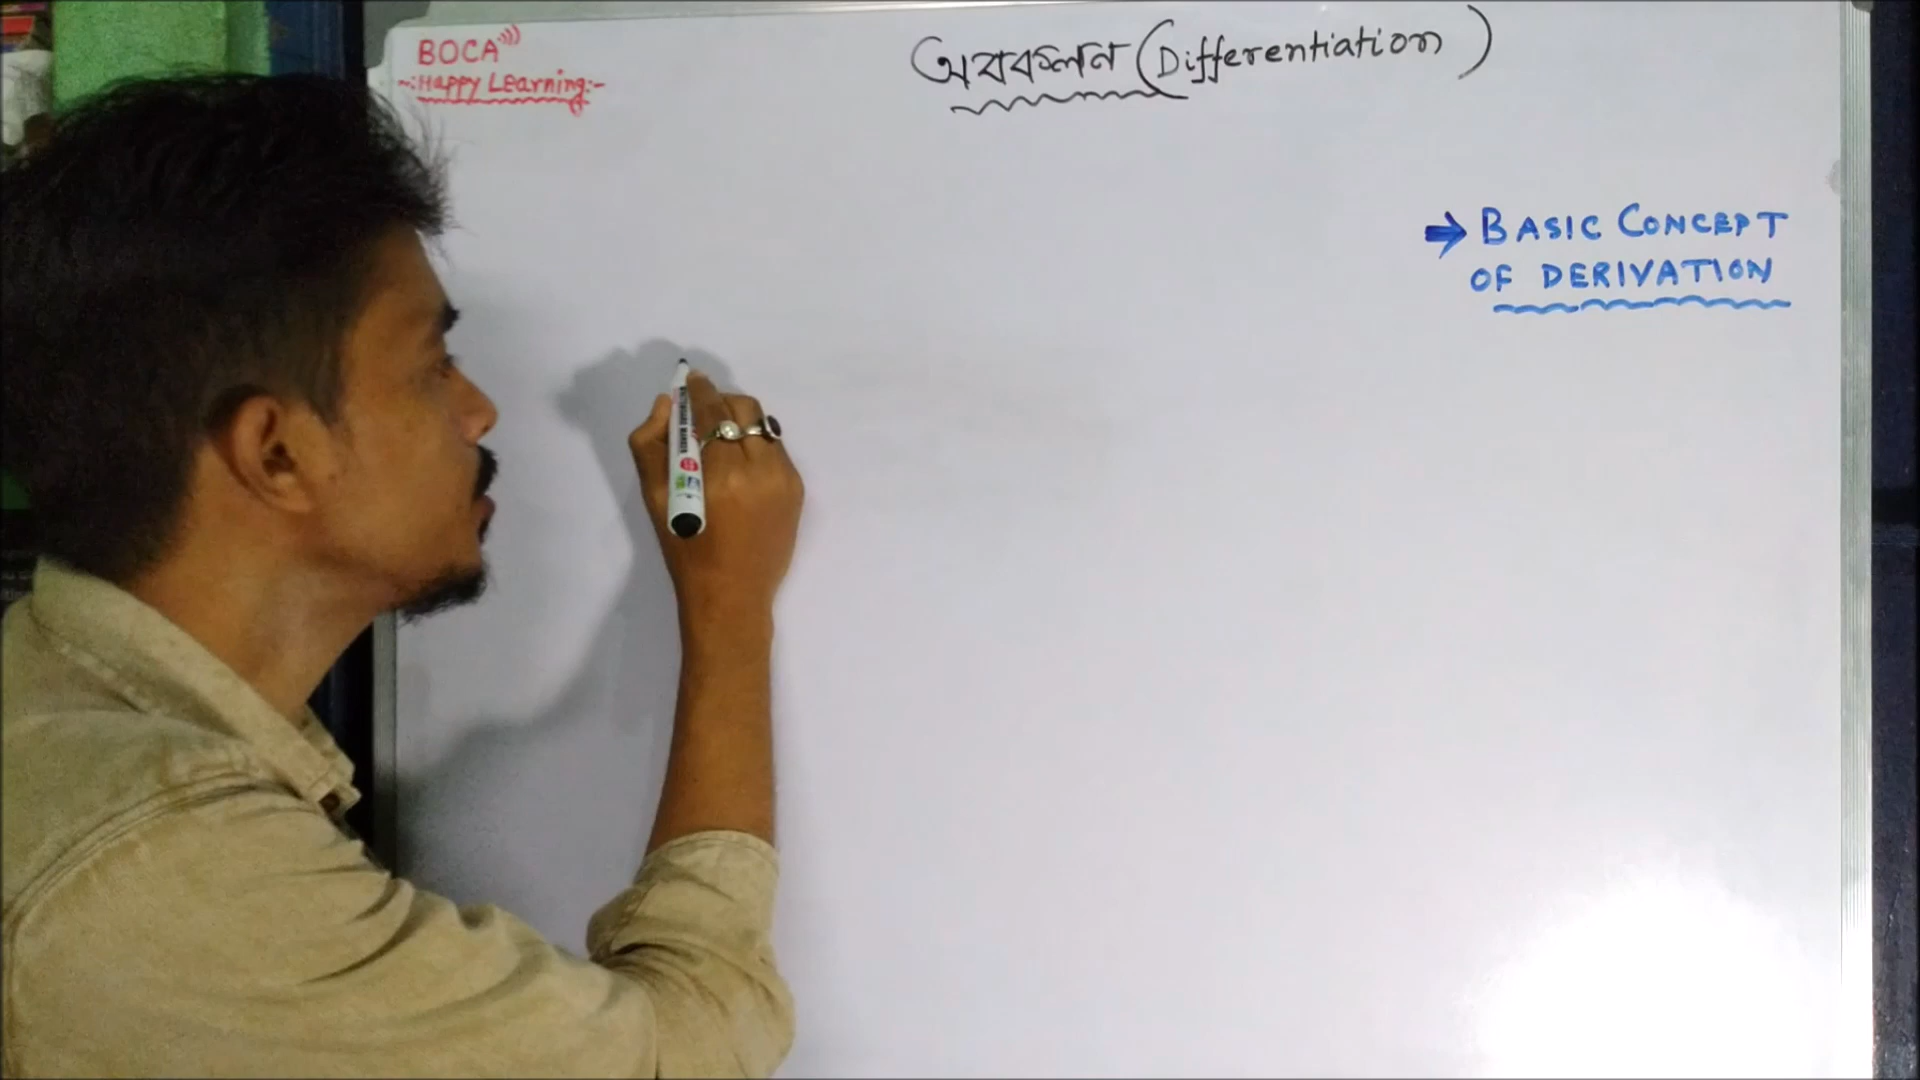 BOCA
~:Happy Learning:~
অবকলন (Differentiation)
➔ BASIC CONCEPT
OF DERIVATION